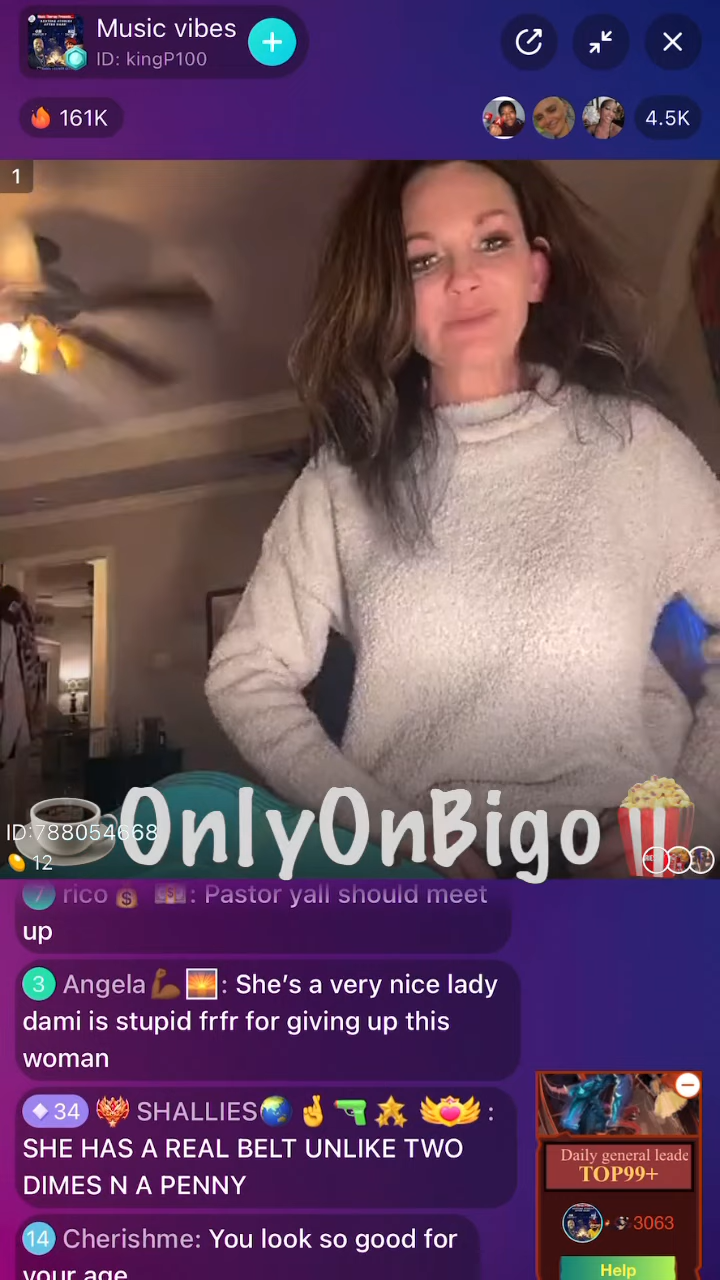 Music vibes
ID: kingP100
161K
4.5K
1
OnlyOnBigo
ID:788054668
12
7 rico : Pastor yall should meet
up
3 Angela : She's a very nice lady
dami is stupid frfr for giving up this
woman
34 SHALLIES :
SHE HAS A REAL BELT UNLIKE TWO
DIMES N A PENNY
14 Cherishme: You look so good for
your age
Daily general leade
TOP99+
3063
Help